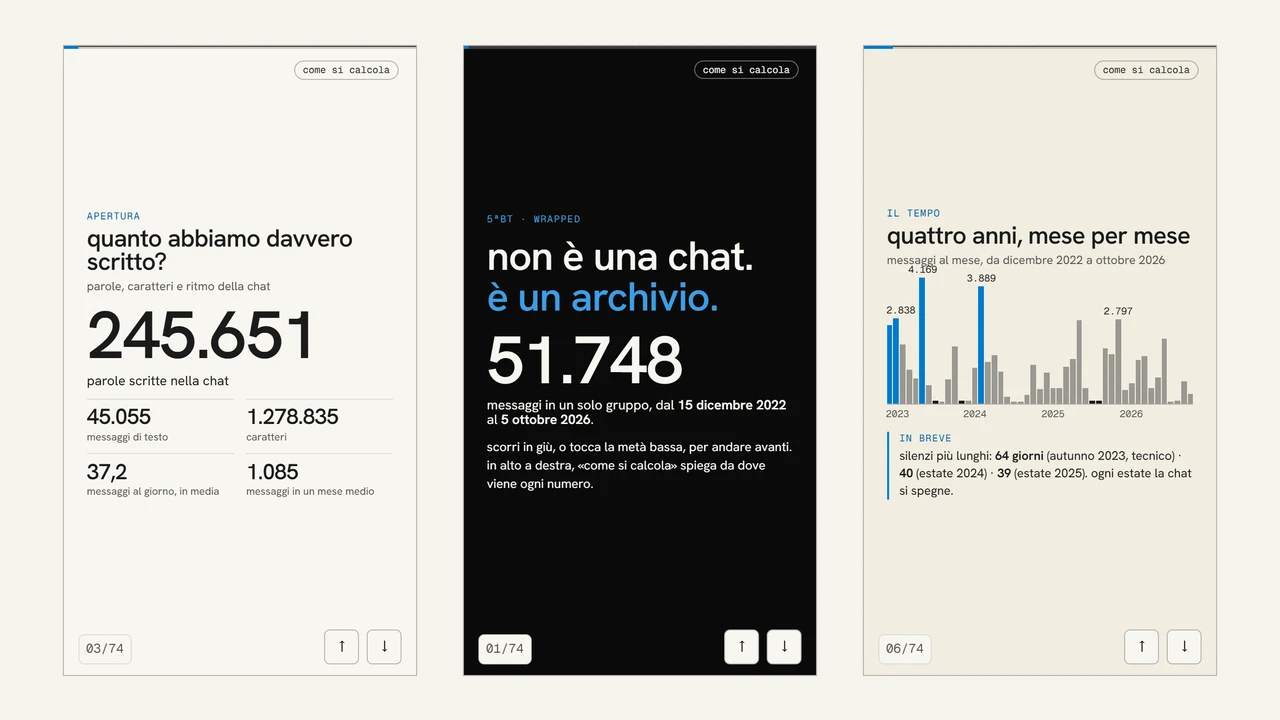 come si calcola
APERTURA
quanto abbiamo davvero
scritto?
parole, caratteri e ritmo della chat
245.651
parole scritte nella chat
45.055
messaggi di testo
1.278.835
caratteri
37,2
messaggi al giorno, in media
1.085
messaggi in un mese medio
03/74
↑
↓
come si calcola
5ªBT · WRAPPED
non è una chat.
è un archivio.
51.748
messaggi in un solo gruppo, dal 15 dicembre 2022
al 5 ottobre 2026.
scorri in giù, o tocca la metà bassa, per andare avanti.
in alto a destra, «come si calcola» spiega da dove
viene ogni numero.
01/74
↑
↓
come si calcola
IL TEMPO
quattro anni, mese per mese
messaggi al mese, da dicembre 2022 a ottobre 2026
4.169
3.889
2.838
2.797
2023
2024
2025
2026
IN BREVE
silenzi più lunghi: 64 giorni (autunno 2023, tecnico) ·
40 (estate 2024) · 39 (estate 2025). ogni estate la chat
si spegne.
06/74
↑
↓